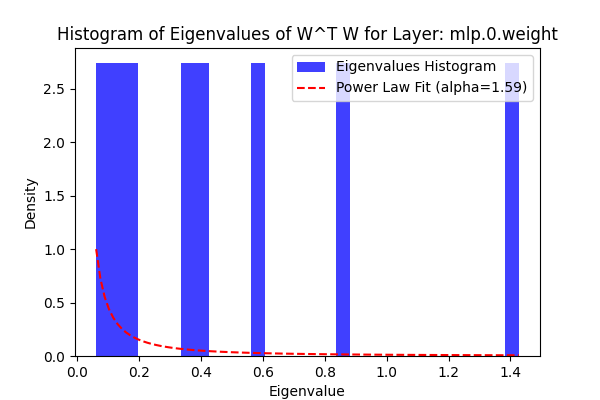 Histogram of Eigenvalues of W^T W for Layer: mlp.0.weight
Eigenvalues Histogram
Power Law Fit (alpha=1.59)
Density
2.5
2.0
1.5
1.0
0.5
0.0
0.0 0.2 0.4 0.6 0.8 1.0 1.2 1.4
Eigenvalue